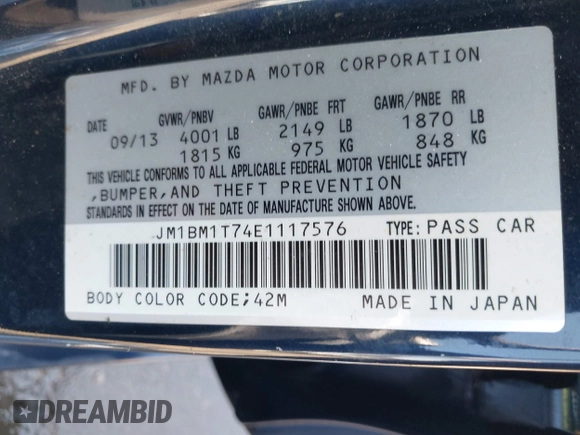 MFD. BY MAZDA MOTOR CORPORATION
DATE GVWR/PNBV GAWR/PNBE FRT GAWR/PNBE RR
09/13 4001 LB 2149 LB 1870 LB
1815 KG 975 KG 848 KG
THIS VEHICLE CONFORMS TO ALL APPLICABLE FEDERAL MOTOR VEHICLE SAFETY
,BUMPER,AND THEFT PREVENTION
STANDARDS IN EFFECT ON THE DATE OF MANUFACTURE SHOWN ABOVE.
JM1BM1T74E1117576 TYPE: PASS CAR
BODY COLOR CODE;42M MADE IN JAPAN
DREAMBID